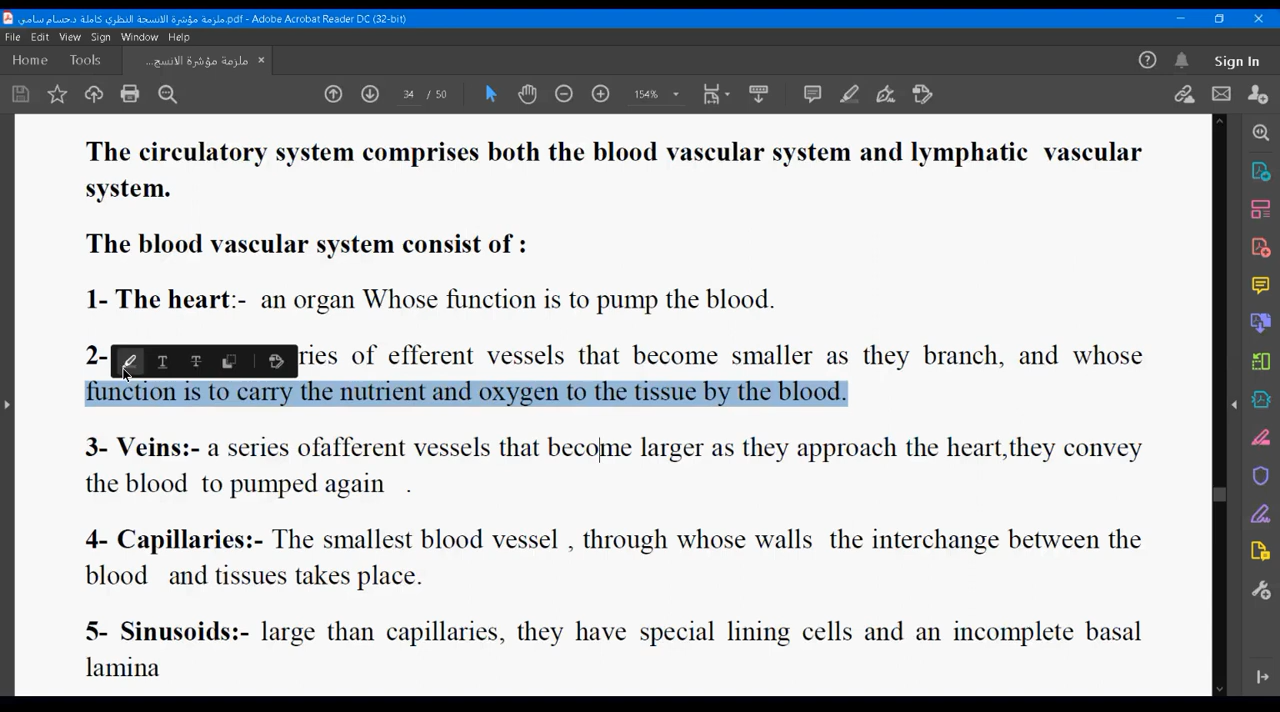 ملزمة مؤشرة الانسجة النظري كاملة د.حسام سامي.pdf - Adobe Acrobat Reader DC (32-bit)
File Edit View Sign Window Help
Home Tools ملزمة مؤشرة الانسج... × Sign In
34 / 50 154%
The circulatory system comprises both the blood vascular system and lymphatic vascular
system.
The blood vascular system consist of :
1- The heart:- an organ Whose function is to pump the blood.
2- ries of efferent vessels that become smaller as they branch, and whose
function is to carry the nutrient and oxygen to the tissue by the blood.
3- Veins:- a series ofafferent vessels that become larger as they approach the heart,they convey
the blood to pumped again .
4- Capillaries:- The smallest blood vessel , through whose walls the interchange between the
blood and tissues takes place.
5- Sinusoids:- large than capillaries, they have special lining cells and an incomplete basal
lamina